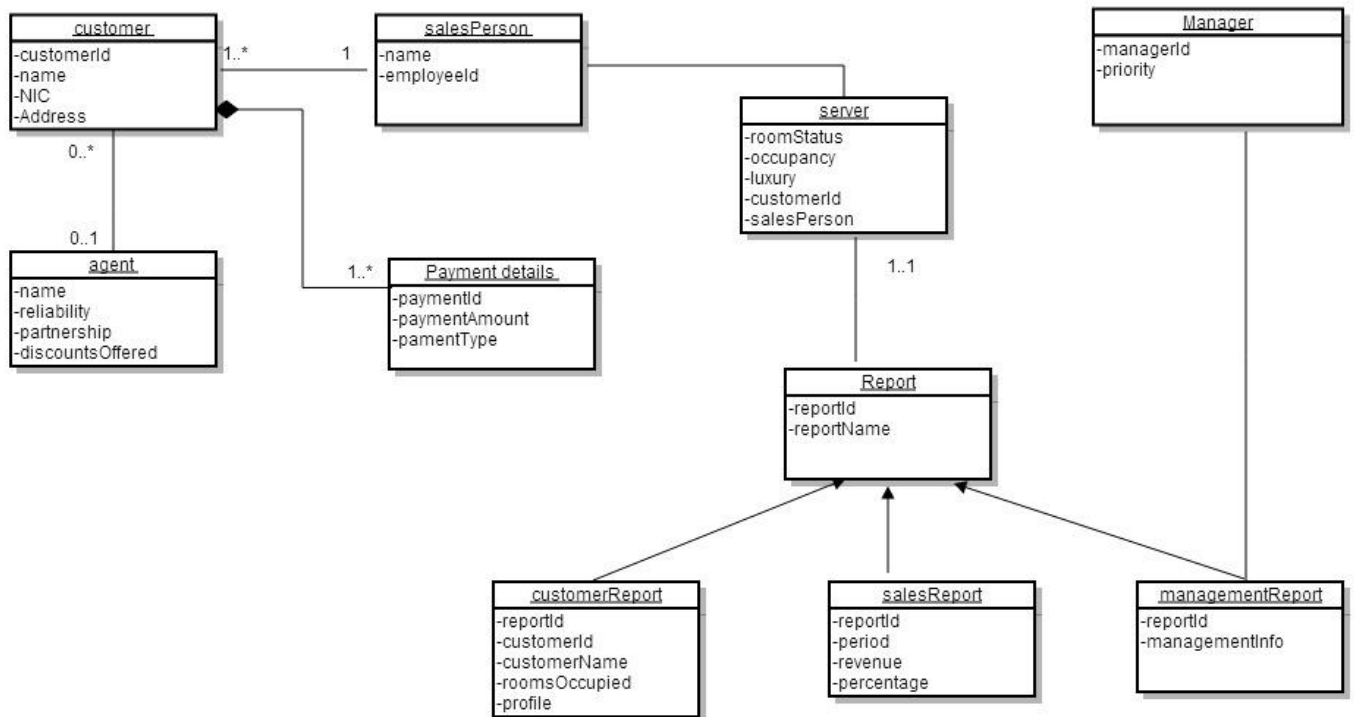 customer
-customerId
-name
-NIC
-Address
1..*
1
salesPerson
-name
-employeeId
Manager
-managerId
-priority
server
-roomStatus
-occupancy
-luxury
-customerId
-salesPerson
0..*
0..1
agent
-name
-reliability
-partnership
-discountsOffered
1..*
Payment details
-paymentId
-paymentAmount
-pamentType
1..1
Report
-reportId
-reportName
customerReport
-reportId
-customerId
-customerName
-roomsOccupied
-profile
salesReport
-reportId
-period
-revenue
-percentage
managementReport
-reportId
-managementInfo